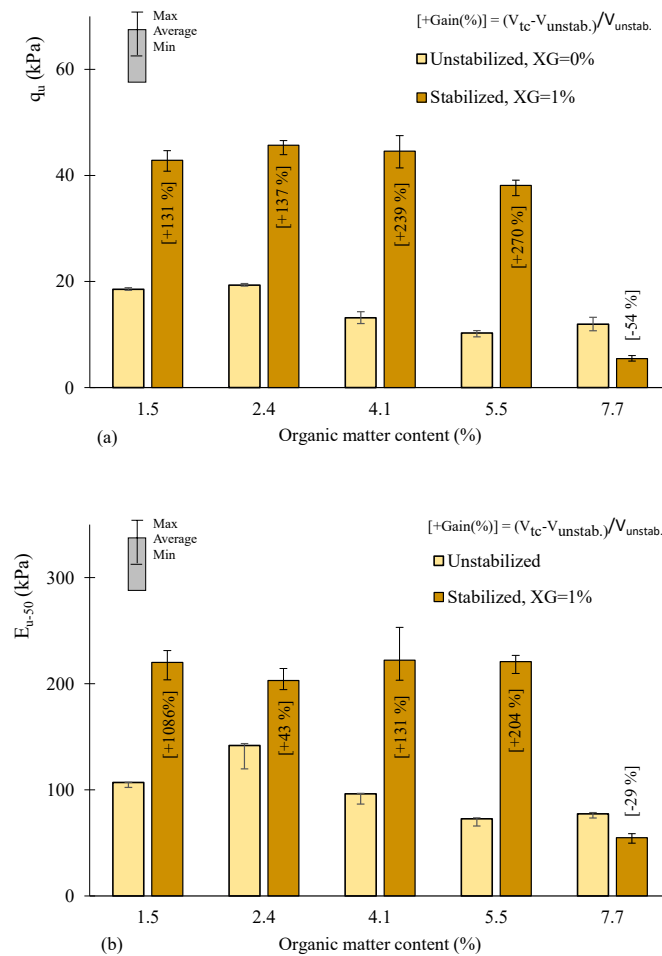 Max
Average
Min
[+Gain(%)] = (Vtc-Vunstab.)/Vunstab.
Unstabilized, XG=0%
Stabilized, XG=1%
qu (kPa)
60
40
20
0
[+131 %]
[+137 %]
[+239 %]
[+270 %]
[-54 %]
1.5
2.4
4.1
5.5
7.7
(a)
Organic matter content (%)
Max
Average
Min
[+Gain(%)] = (Vtc-Vunstab.)/Vunstab.
Unstabilized
Stabilized, XG=1%
Eu-50 (kPa)
300
200
100
0
[+1086%]
[+43 %]
[+131 %]
[+204 %]
[-29 %]
1.5
2.4
4.1
5.5
7.7
(b)
Organic matter content (%)